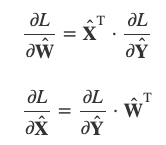 ∂L/∂Ŵ = X̂ᵀ · ∂L/∂Ŷ
∂L/∂X̂ = ∂L/∂Ŷ · Ŵᵀ